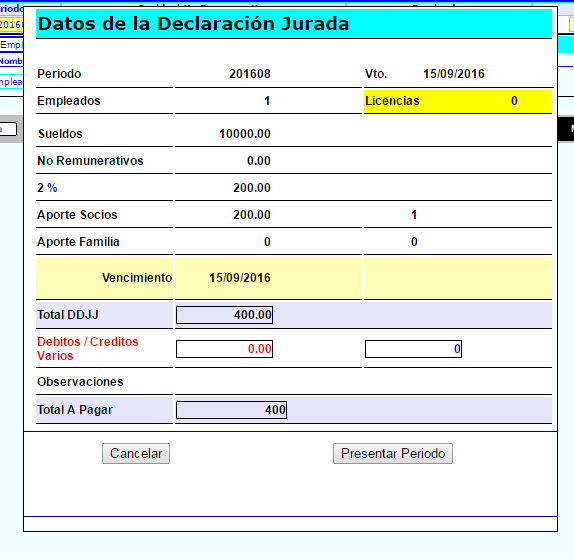 Datos de la Declaración Jurada
Periodo 201608 Vto. 15/09/2016
Empleados 1 Licencias 0
Sueldos 10000.00
No Remunerativos 0.00
2 % 200.00
Aporte Socios 200.00 1
Aporte Familia 0 0
Vencimiento 15/09/2016
Total DDJJ 400.00
Debitos / Creditos
Varios 0.00 0
Observaciones
Total A Pagar 400
Cancelar Presentar Periodo